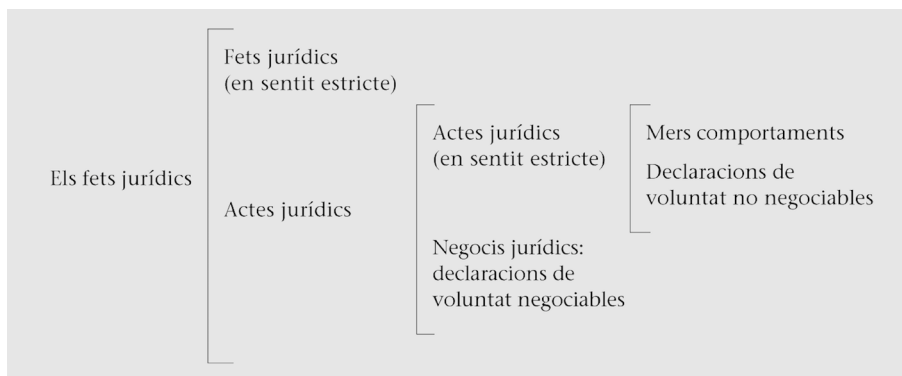 Els fets jurídics
Fets jurídics
(en sentit estricte)
Actes jurídics
Actes jurídics
(en sentit estricte)
Negocis jurídics:
declaracions de
voluntat negociables
Mers comportaments
Declaracions de
voluntat no negociables